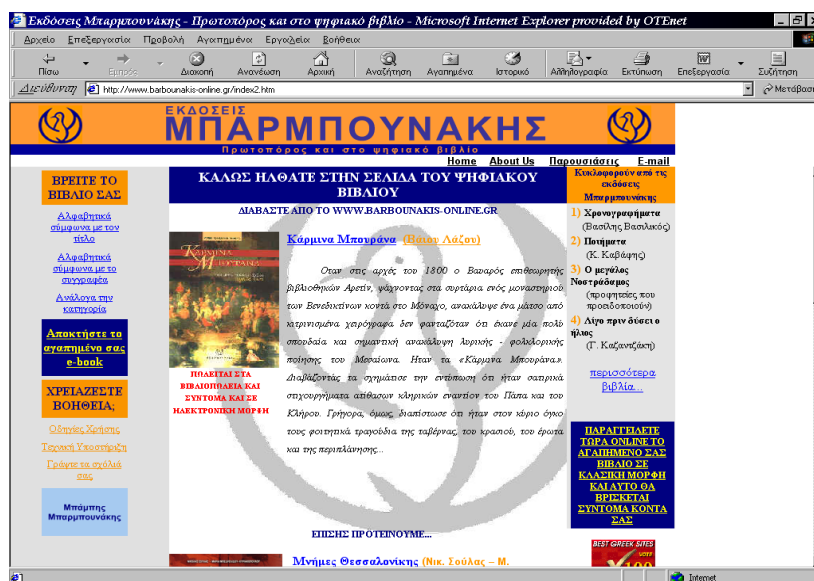 Εκδόσεις Μπαρμπουνάκης - Πρωτοπόρος και στο ψηφιακό βιβλίο - Microsoft Internet Explorer provided by OTEnet
Αρχείο Επεξεργασία Προβολή Αγαπημένα Εργαλεία Βοήθεια
Πίσω Εμπρός Διακοπή Ανανέωση Αρχική Αναζήτηση Αγαπημένα Ιστορικό Αλληλογραφία Εκτύπωση Επεξεργασία Συζήτηση
Διεύθυνση http://www.barbounakis-online.gr/index2.htm Μετάβαση
ΕΚΔΟΣΕΙΣ
ΜΠΑΡΜΠΟΥΝΑΚΗΣ
Πρωτοπόρος και στο ψηφιακό βιβλίο
Home About Us Παρουσιάσεις E-mail
ΒΡΕΙΤΕ ΤΟ
ΒΙΒΛΙΟ ΣΑΣ
Αλφαβητικά
σύμφωνα με τον
τίτλο
Αλφαβητικά
σύμφωνα με το
συγγραφέα
Ανάλογα την
κατηγορία
Αποκτήστε το
αγαπημένο σας
e-book
ΧΡΕΙΑΖΕΣΤΕ
ΒΟΗΘΕΙΑ;
Οδηγίες Χρήσης
Τεχνική Υποστήριξη
Γράψτε τα σχόλιά
σας
Μπάμπης
Μπαρμπουνάκης
ΚΑΛΩΣ ΗΛΘΑΤΕ ΣΤΗΝ ΣΕΛΙΔΑ ΤΟΥ ΨΗΦΙΑΚΟΥ
ΒΙΒΛΙΟΥ
ΔΙΑΒΑΣΤΕ ΑΠΟ ΤΟ WWW.BARBOUNAKIS-ONLINE.GR
ΚΑΡΜΙΝΑ
ΜΠΟΥΡΑΝΑ
ΠΩΛΕΙΤΑΙ ΣΤΑ
ΒΙΒΛΙΟΠΩΛΕΙΑ ΚΑΙ
ΣΥΝΤΟΜΑ ΚΑΙ ΣΕ
ΗΛΕΚΤΡΟΝΙΚΗ ΜΟΡΦΗ
Κάρμινα Μπουράνα (Βαίου Λάζου)
Οταν στις αρχές του 1800 ο Βαυαρός επιθεωρητής
βιβλιοθηκών Αρετίν, ψάχνοντας στα συρτάρια ενός μοναστηριού
των Βενεδικτίνων κοντά στο Μόναχο, ανακάλυψε ένα μάτσο από
κιτρινισμένα χειρόγραφα δεν φανταζόταν ότι έκανε μία πολύ
σπουδαία και σημαντική ανακάλυψη λυρικής - φολκλορικής
ποίησης του Μεσαίωνα. Ηταν τα «Κάρμινα Μπουράνα».
Διαβάζοντάς τα σχημάτισε την εντύπωση ότι ήταν σατιρικά
στιχουργήματα ατίθασων κληρικών εναντίον του Πάπα και του
Κλήρου. Γρήγορα, όμως, διαπίστωσε ότι ήταν στον κύριο όγκο
τους φοιτητικά τραγούδια της ταβέρνας, του κρασιού, του έρωτα
και της περιπλάνησης...
ΕΠΙΣΗΣ ΠΡΟΤΕΙΝΟΥΜΕ...
Μνήμες Θεσσαλονίκης (Νικ. Σούλας – Μ.
Κυκλοφορούν από τις
εκδόσεις
Μπαρμπουνάκης
1) Χρονογραφήματα
(Βασίλης Βασιλικός)
2) Ποιήματα
(Κ. Καβάφης)
3) Ο μεγάλος
Νοστράδαμος
(προφητείες που
προειδοποιούν)
4) Λίγο πριν δύσει ο
ήλιος
(Γ. Καζαντζάκη)
περισσότερα
βιβλία...
ΠΑΡΑΓΓΕΙΛΕΤΕ
ΤΩΡΑ ONLINE ΤΟ
ΑΓΑΠΗΜΕΝΟ ΣΑΣ
ΒΙΒΛΙΟ ΣΕ
ΚΛΑΣΙΚΗ ΜΟΡΦΗ
ΚΑΙ ΑΥΤΟ ΘΑ
ΒΡΙΣΚΕΤΑΙ
ΣΥΝΤΟΜΑ ΚΟΝΤΑ
ΣΑΣ
BEST GREEK SITES
VOTE
100
Internet